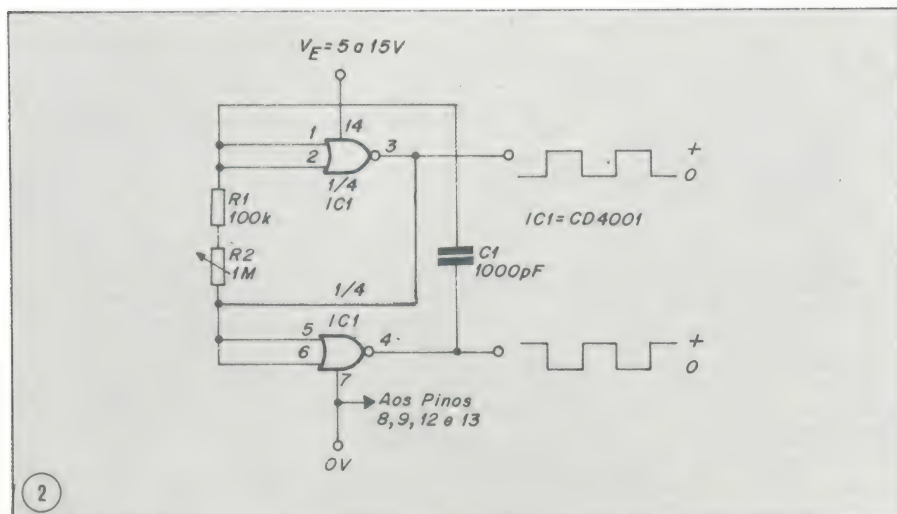 VE = 5 a 15V
14
1
2
3
1/4
IC1
+
0
R1
100k
IC1 = CD4001
R2
1M
C1
1000pF
1/4
IC1
5
6
4
7
+
0
Aos Pinos
8, 9, 12 e 13
0V
2